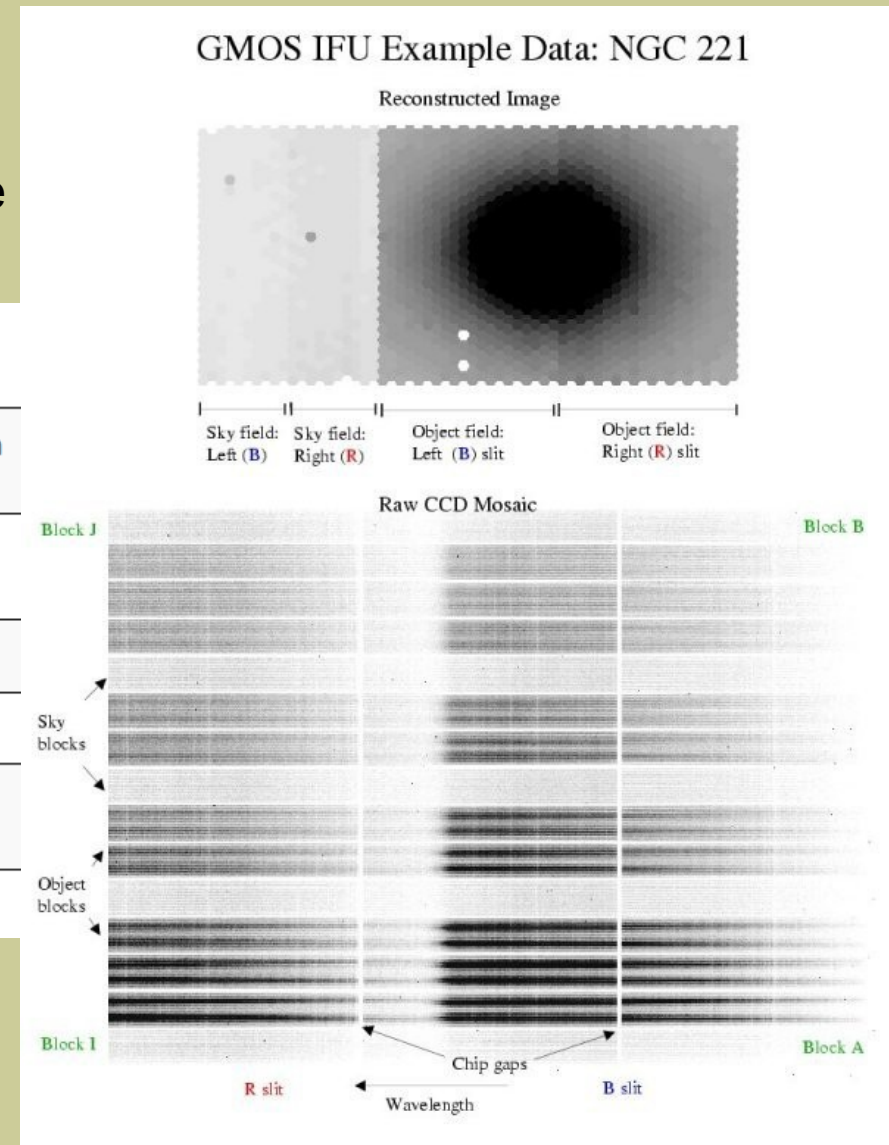 GMOS IFU Example Data: NGC 221
Reconstructed Image
Sky field:
Left (B)
Sky field:
Right (R)
Object field:
Left (B) slit
Object field:
Right (R) slit
Raw CCD Mosaic
Block J
Block B
Sky
blocks
Object
blocks
Block I
Block A
Chip gaps
R slit
Wavelength
B slit